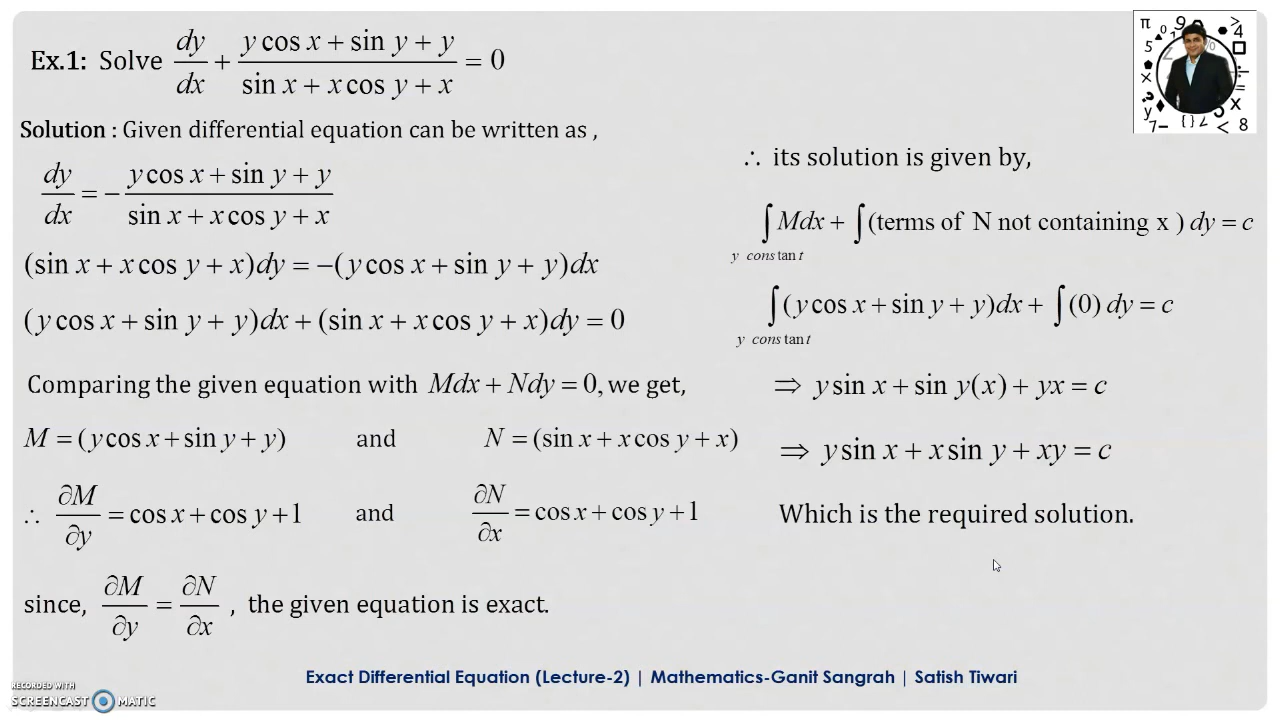 Ex.1: Solve dy/dx + (y cos x + sin y + y)/(sin x + x cos y + x) = 0
Solution : Given differential equation can be written as ,
dy/dx = − (y cos x + sin y + y)/(sin x + x cos y + x)
(sin x + x cos y + x)dy = −(y cos x + sin y + y)dx
(y cos x + sin y + y)dx + (sin x + x cos y + x)dy = 0
Comparing the given equation with Mdx + Ndy = 0, we get,
M = (y cos x + sin y + y) and N = (sin x + x cos y + x)
∴ ∂M/∂y = cos x + cos y + 1 and ∂N/∂x = cos x + cos y + 1
since, ∂M/∂y = ∂N/∂x , the given equation is exact.
∴ its solution is given by,
∫ Mdx + ∫(terms of N not containing x ) dy = c
y cons tan t
∫(y cos x + sin y + y)dx + ∫(0) dy = c
y cons tan t
⇒ y sin x + sin y(x) + yx = c
⇒ y sin x + x sin y + xy = c
Which is the required solution.
Exact Differential Equation (Lecture-2) | Mathematics-Ganit Sangrah | Satish Tiwari
RECORDED WITH
SCREENCAST MATIC